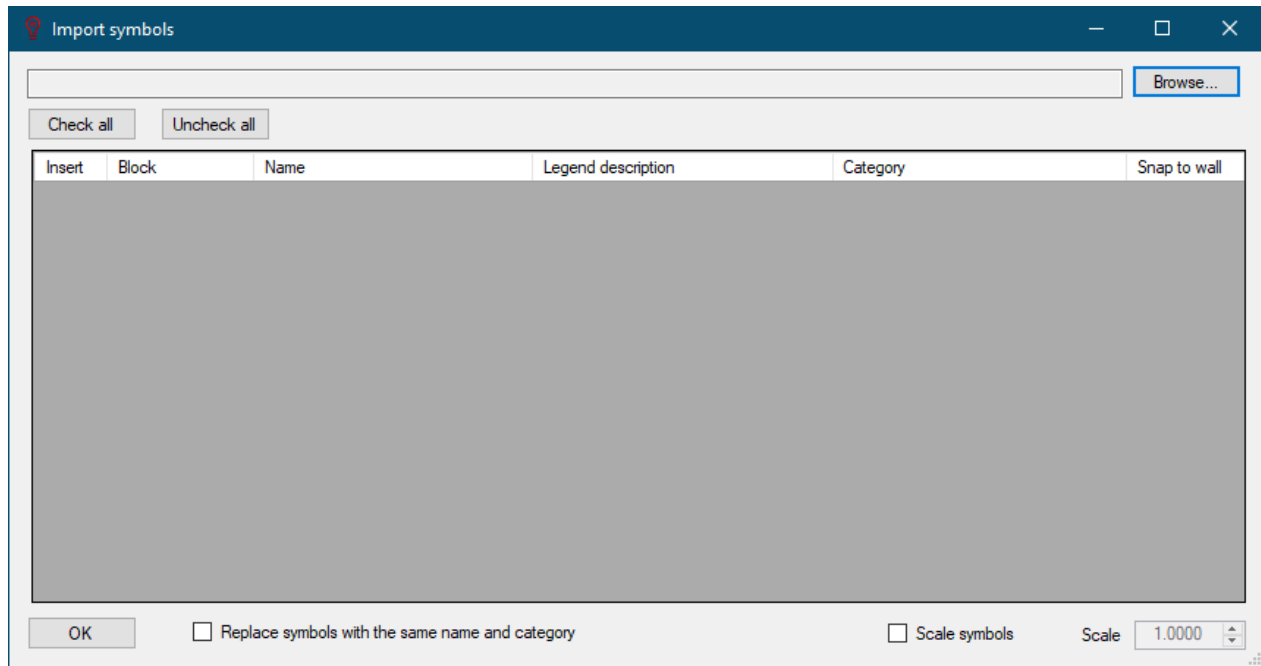 Import symbols
Browse...
Check all Uncheck all
Insert Block Name Legend description Category Snap to wall
OK Replace symbols with the same name and category Scale symbols Scale 1.0000